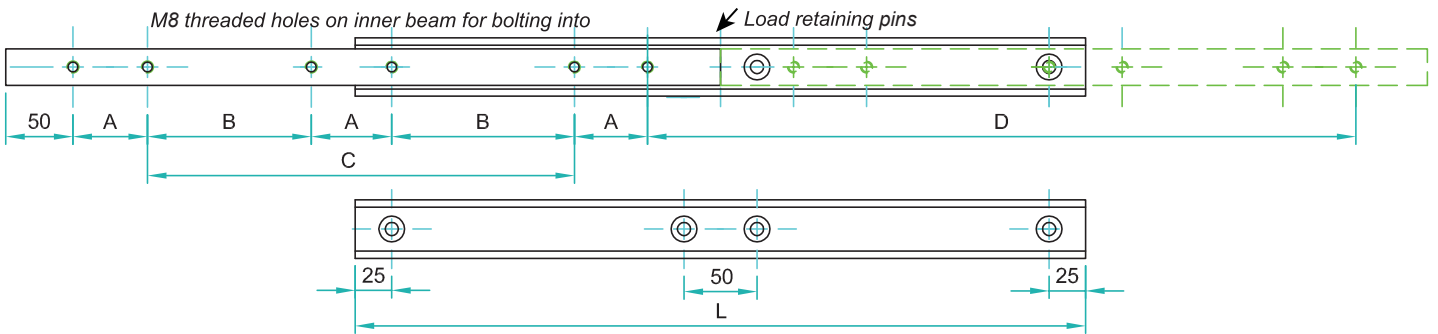 M8 threaded holes on inner beam for bolting into
Load retaining pins
50 A B A B A D
C
25 50 25
L